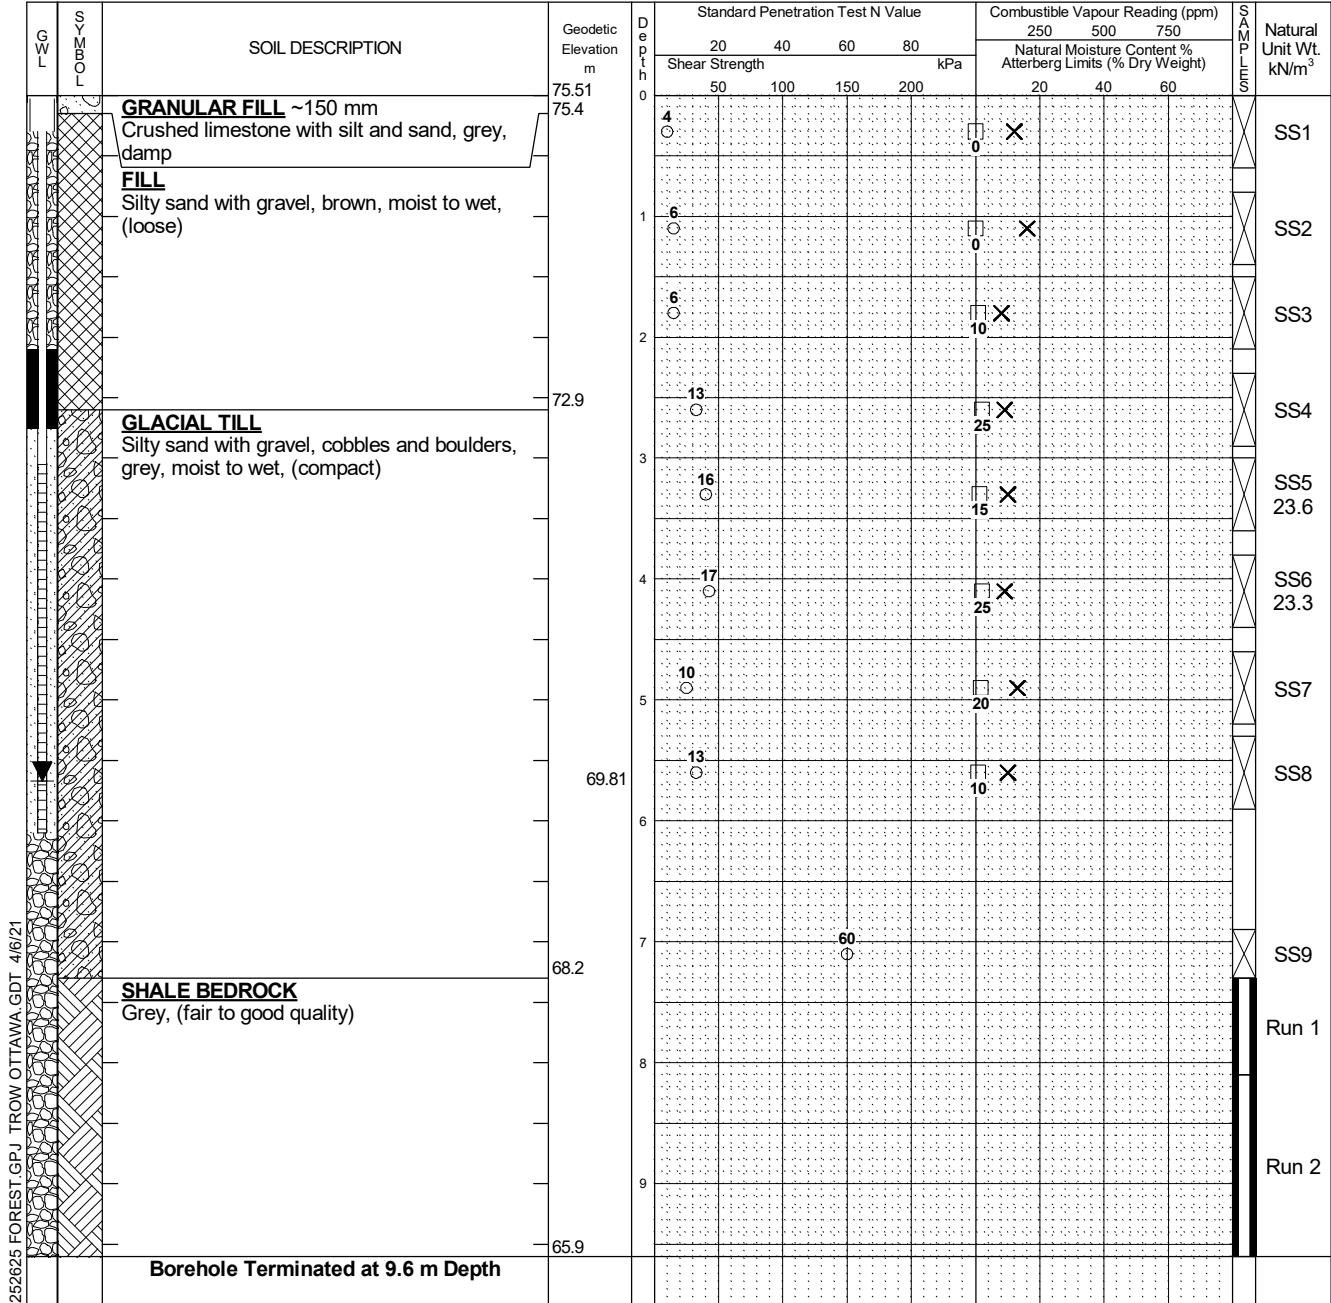 GWL
SYMBOL
SOIL DESCRIPTION
Geodetic
Elevation
m
Depth
Standard Penetration Test N Value
20 40 60 80
Shear Strength kPa
50 100 150 200
Combustible Vapour Reading (ppm)
250 500 750
Natural Moisture Content %
Atterberg Limits (% Dry Weight)
20 40 60
SAMPLES
Natural
Unit Wt.
kN/m³
75.51
0
75.4
GRANULAR FILL ~150 mm
Crushed limestone with silt and sand, grey,
damp
4
0
SS1
FILL
Silty sand with gravel, brown, moist to wet,
(loose)
1
6
0
SS2
6
10
SS3
2
72.9
13
25
SS4
GLACIAL TILL
Silty sand with gravel, cobbles and boulders,
grey, moist to wet, (compact)
3
16
15
SS5
23.6
4
17
25
SS6
23.3
10
20
SS7
5
13
10
SS8
69.81
6
7
60
SS9
68.2
SHALE BEDROCK
Grey, (fair to good quality)
Run 1
8
Run 2
9
65.9
Borehole Terminated at 9.6 m Depth
252625 FOREST.GPJ TROW OTTAWA.GDT 4/6/21